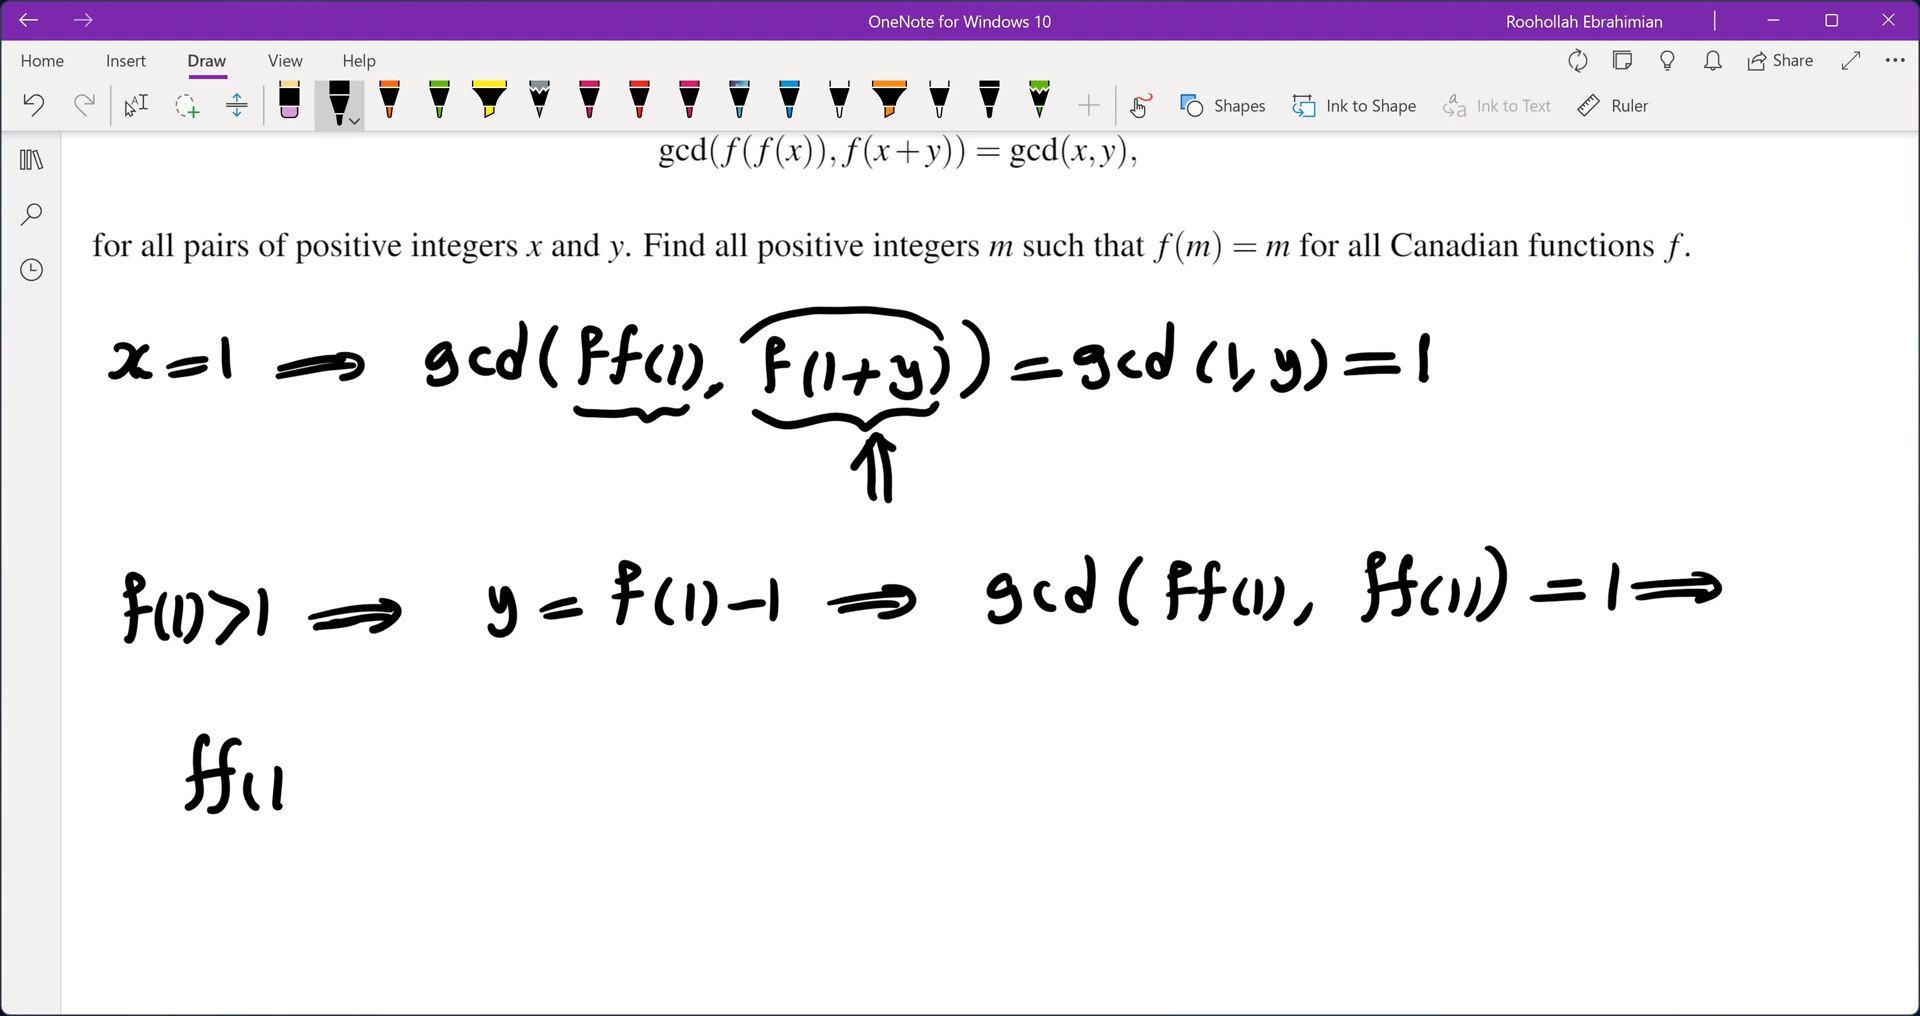 OneNote for Windows 10
Roohollah Ebrahimian
Home Insert Draw View Help
Share
Shapes Ink to Shape Ink to Text Ruler
gcd(f(f(x)), f(x+y)) = gcd(x,y),
for all pairs of positive integers x and y. Find all positive integers m such that f(m) = m for all Canadian functions f.
x=1 ⟹ gcd(ff(1), f(1+y)) = gcd(1,y) = 1
f(1)>1 ⟹ y = f(1)-1 ⟹ gcd(ff(1), ff(1)) = 1 ⟹
ff(1